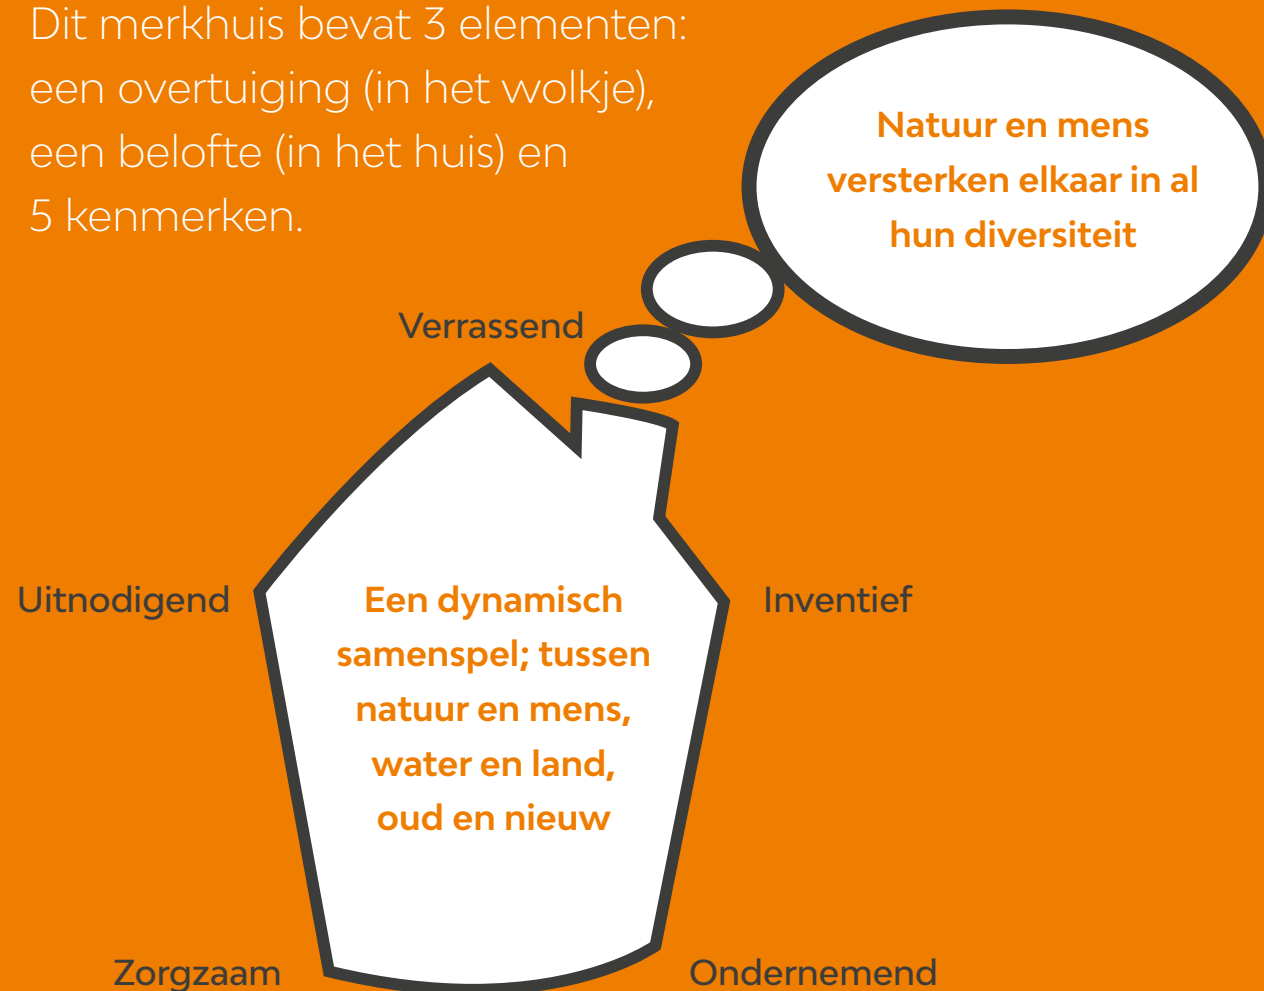 Dit merkhuis bevat 3 elementen:
een overtuiging (in het wolkje),
een belofte (in het huis) en
5 kenmerken.
Natuur en mens
versterken elkaar in al
hun diversiteit
Verrassend
Uitnodigend
Inventief
Een dynamisch
samenspel; tussen
natuur en mens,
water en land,
oud en nieuw
Zorgzaam
Ondernemend